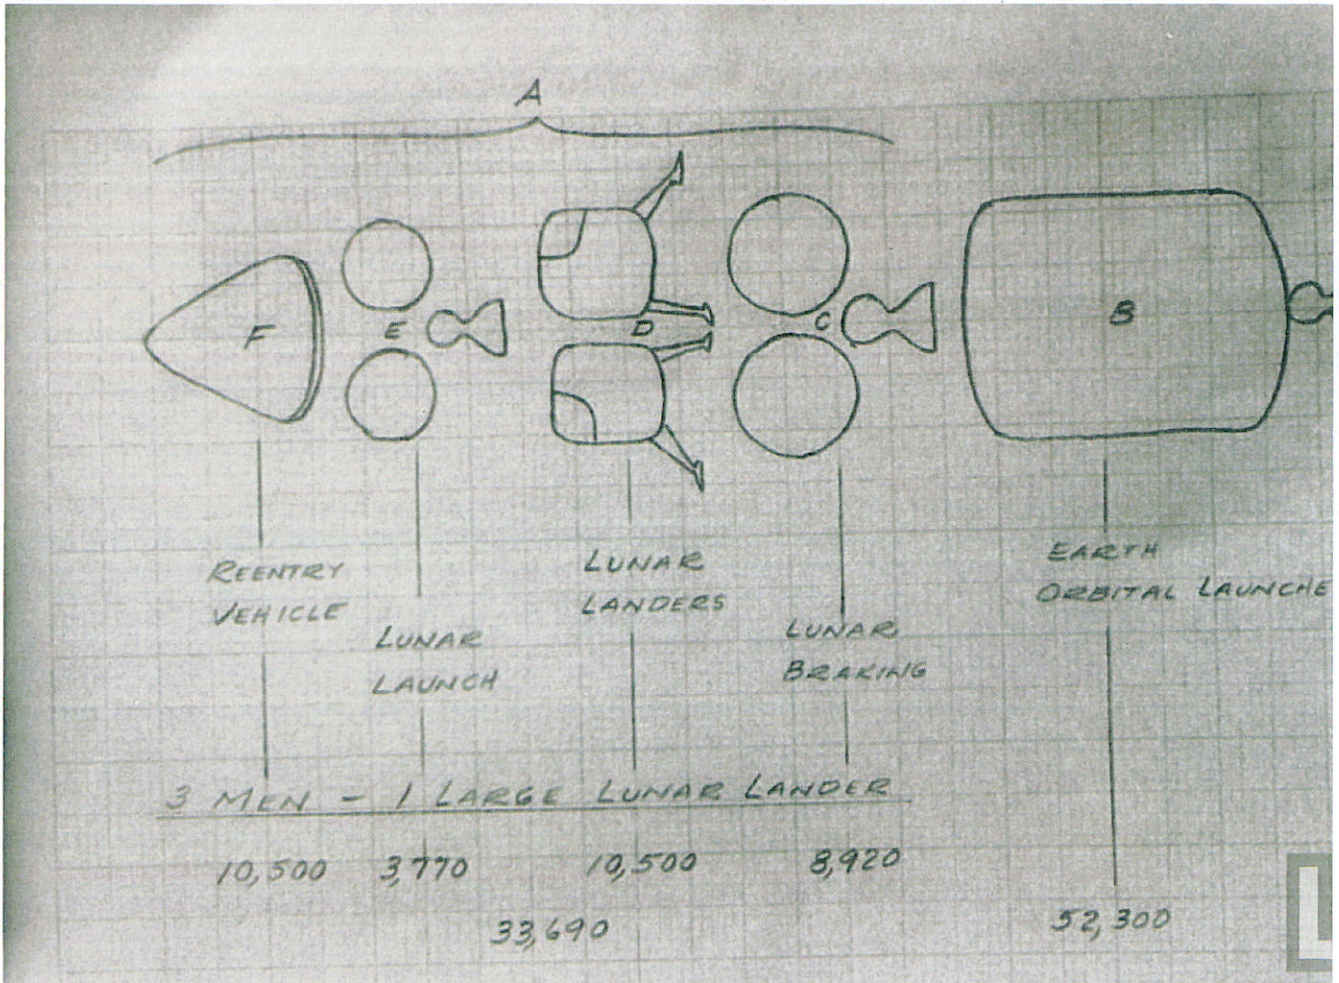 A
F
E
D
C
B
REENTRY
VEHICLE
LUNAR
LAUNCH
LUNAR
LANDERS
LUNAR
BRAKING
EARTH
ORBITAL LAUNCHE
3 MEN - 1 LARGE LUNAR LANDER
10,500 3,770 10,500 8,920
33,690 52,300
L